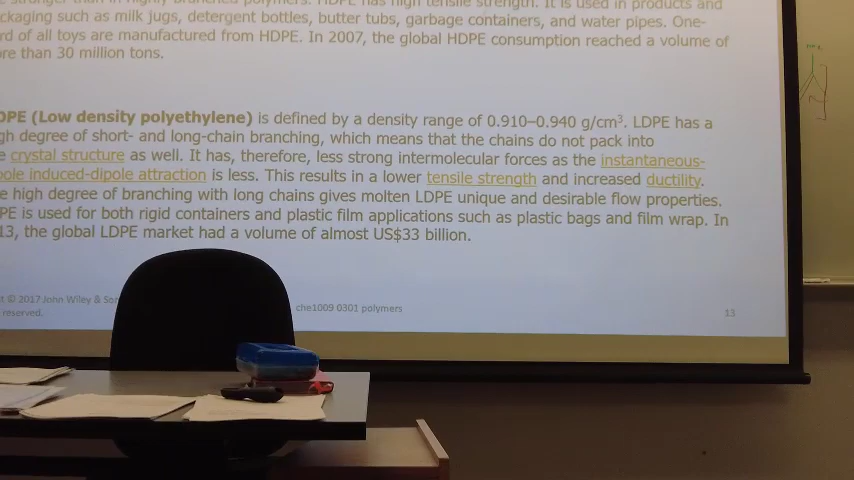 stronger than in highly branched polymers. HDPE has high tensile strength. It is used in products and
ckaging such as milk jugs, detergent bottles, butter tubs, garbage containers, and water pipes. One-
rd of all toys are manufactured from HDPE. In 2007, the global HDPE consumption reached a volume of
re than 30 million tons.
DPE (Low density polyethylene) is defined by a density range of 0.910–0.940 g/cm³. LDPE has a
gh degree of short- and long-chain branching, which means that the chains do not pack into
e crystal structure as well. It has, therefore, less strong intermolecular forces as the instantaneous-
pole induced-dipole attraction is less. This results in a lower tensile strength and increased ductility.
e high degree of branching with long chains gives molten LDPE unique and desirable flow properties.
PE is used for both rigid containers and plastic film applications such as plastic bags and film wrap. In
13, the global LDPE market had a volume of almost US$33 billion.
t © 2017 John Wiley & Son
reserved.
che1009 0301 polymers
13